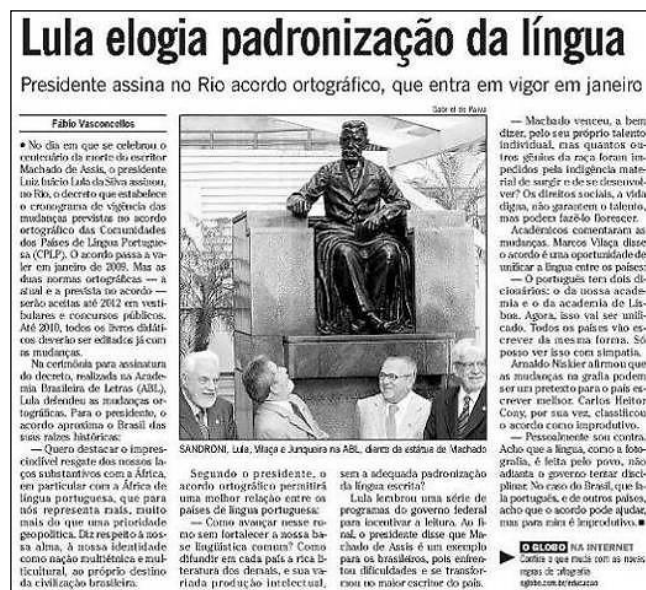 Lula elogia padronização da língua
Presidente assina no Rio acordo ortográfico, que entra em vigor em janeiro
Gabriel de Paiva
Fábio Vasconcellos
• No dia em que se celebrou o
centenário da morte do escritor
Machado de Assis, o presidente
Luiz Inácio Lula da Silva assinou,
no Rio, o decreto que estabelece
o cronograma de vigência das
mudanças previstas no acordo
ortográfico das Comunidades
dos Países de Língua Portugue-
sa (CPLP). O acordo passa a va-
ler em janeiro de 2009. Mas as
duas normas ortográficas — a
atual e a prevista no acordo —
serão aceitas até 2012 em vesti-
bulares e concursos públicos.
Até 2010, todos os livros didáti-
cos deverão ser editados já com
as mudanças.
Na cerimônia para assinatura
do decreto, realizada na Acade-
mia Brasileira de Letras (ABL),
Lula defendeu as mudanças or-
tográficas. Para o presidente, o
acordo aproxima o Brasil das
suas raízes históricas:
— Quero destacar o impres-
cindível resgate dos nossos la-
ços substantivos com a África,
em particular com a África de
língua portuguesa, que para
nós representa mais, muito
mais do que uma prioridade
geopolítica. Diz respeito à nos-
sa alma, à nossa identidade
como nação multiétnica e mul-
ticultural, ao próprio destino
da civilização brasileira.
SANDRONI, Lula, Vilaça e Junqueira na ABL, diante da estátua de Machado
Segundo o presidente, o
acordo ortográfico permitirá
uma melhor relação entre os
países de língua portuguesa:
— Como avançar nesse ru-
mo sem fortalecer a nossa ba-
se lingüística comum? Como
difundir em cada país a rica li-
teratura dos demais, e sua va-
riada produção intelectual,
sem a adequada padronização
da língua escrita?
Lula lembrou uma série de
programas do governo federal
para incentivar a leitura. Ao fi-
nal, o presidente disse que Ma-
chado de Assis é um exemplo
para os brasileiros, pois enfren-
tou dificuldades e se transfor-
mou no maior escritor do país.
— Machado venceu, a bem
dizer, pelo seu próprio talento
individual, mas quantos ou-
tros gênios da raça foram im-
pedidos pela indigência mate-
rial de surgir e de se desenvol-
ver? Os direitos sociais, a vida
digna, não garantem o talento,
mas podem fazê-lo florescer.
Acadêmicos comentaram as
mudanças. Marcos Vilaça disse
o acordo é uma oportunidade de
unificar a língua entre os países:
— O português tem dois di-
cionários: o da nossa acade-
mia e o da academia de Lis-
boa. Agora, isso vai ser unifi-
cado. Todos os países vão es-
crever da mesma forma. Só
posso ver isso com simpatia.
Arnaldo Niskier afirmou que
as mudanças na grafia podem
ser um pretexto para o país es-
crever melhor. Carlos Heitor
Cony, por sua vez, classificou
o acordo como improdutivo.
— Pessoalmente sou contra.
Acho que a língua, como a foto-
grafia, é feita pelo povo, não
adianta o governo tentar disci-
plinar. No caso do Brasil, que fa-
la português, e de outros países,
acho que o acordo pode ajudar,
mas para mim é improdutivo. ■
O GLOBO NA INTERNET
Confira o que muda com as novas
regras de ortografia
oglobo.com.br/educacao